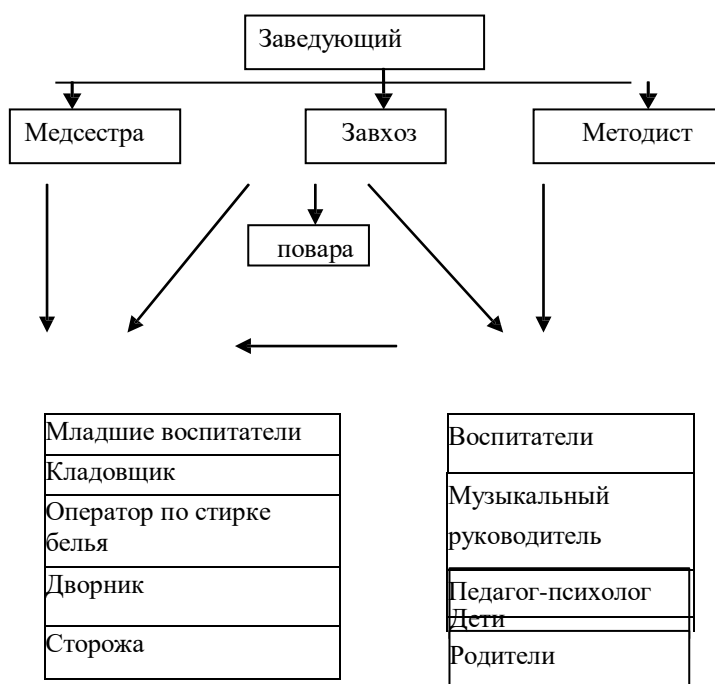 Заведующий
Медсестра
Завхоз
Методист
повара
Младшие воспитатели
Кладовщик
Оператор по стирке
белья
Дворник
Сторожа
Воспитатели
Музыкальный
руководитель
Педагог-психолог
Дети
Родители